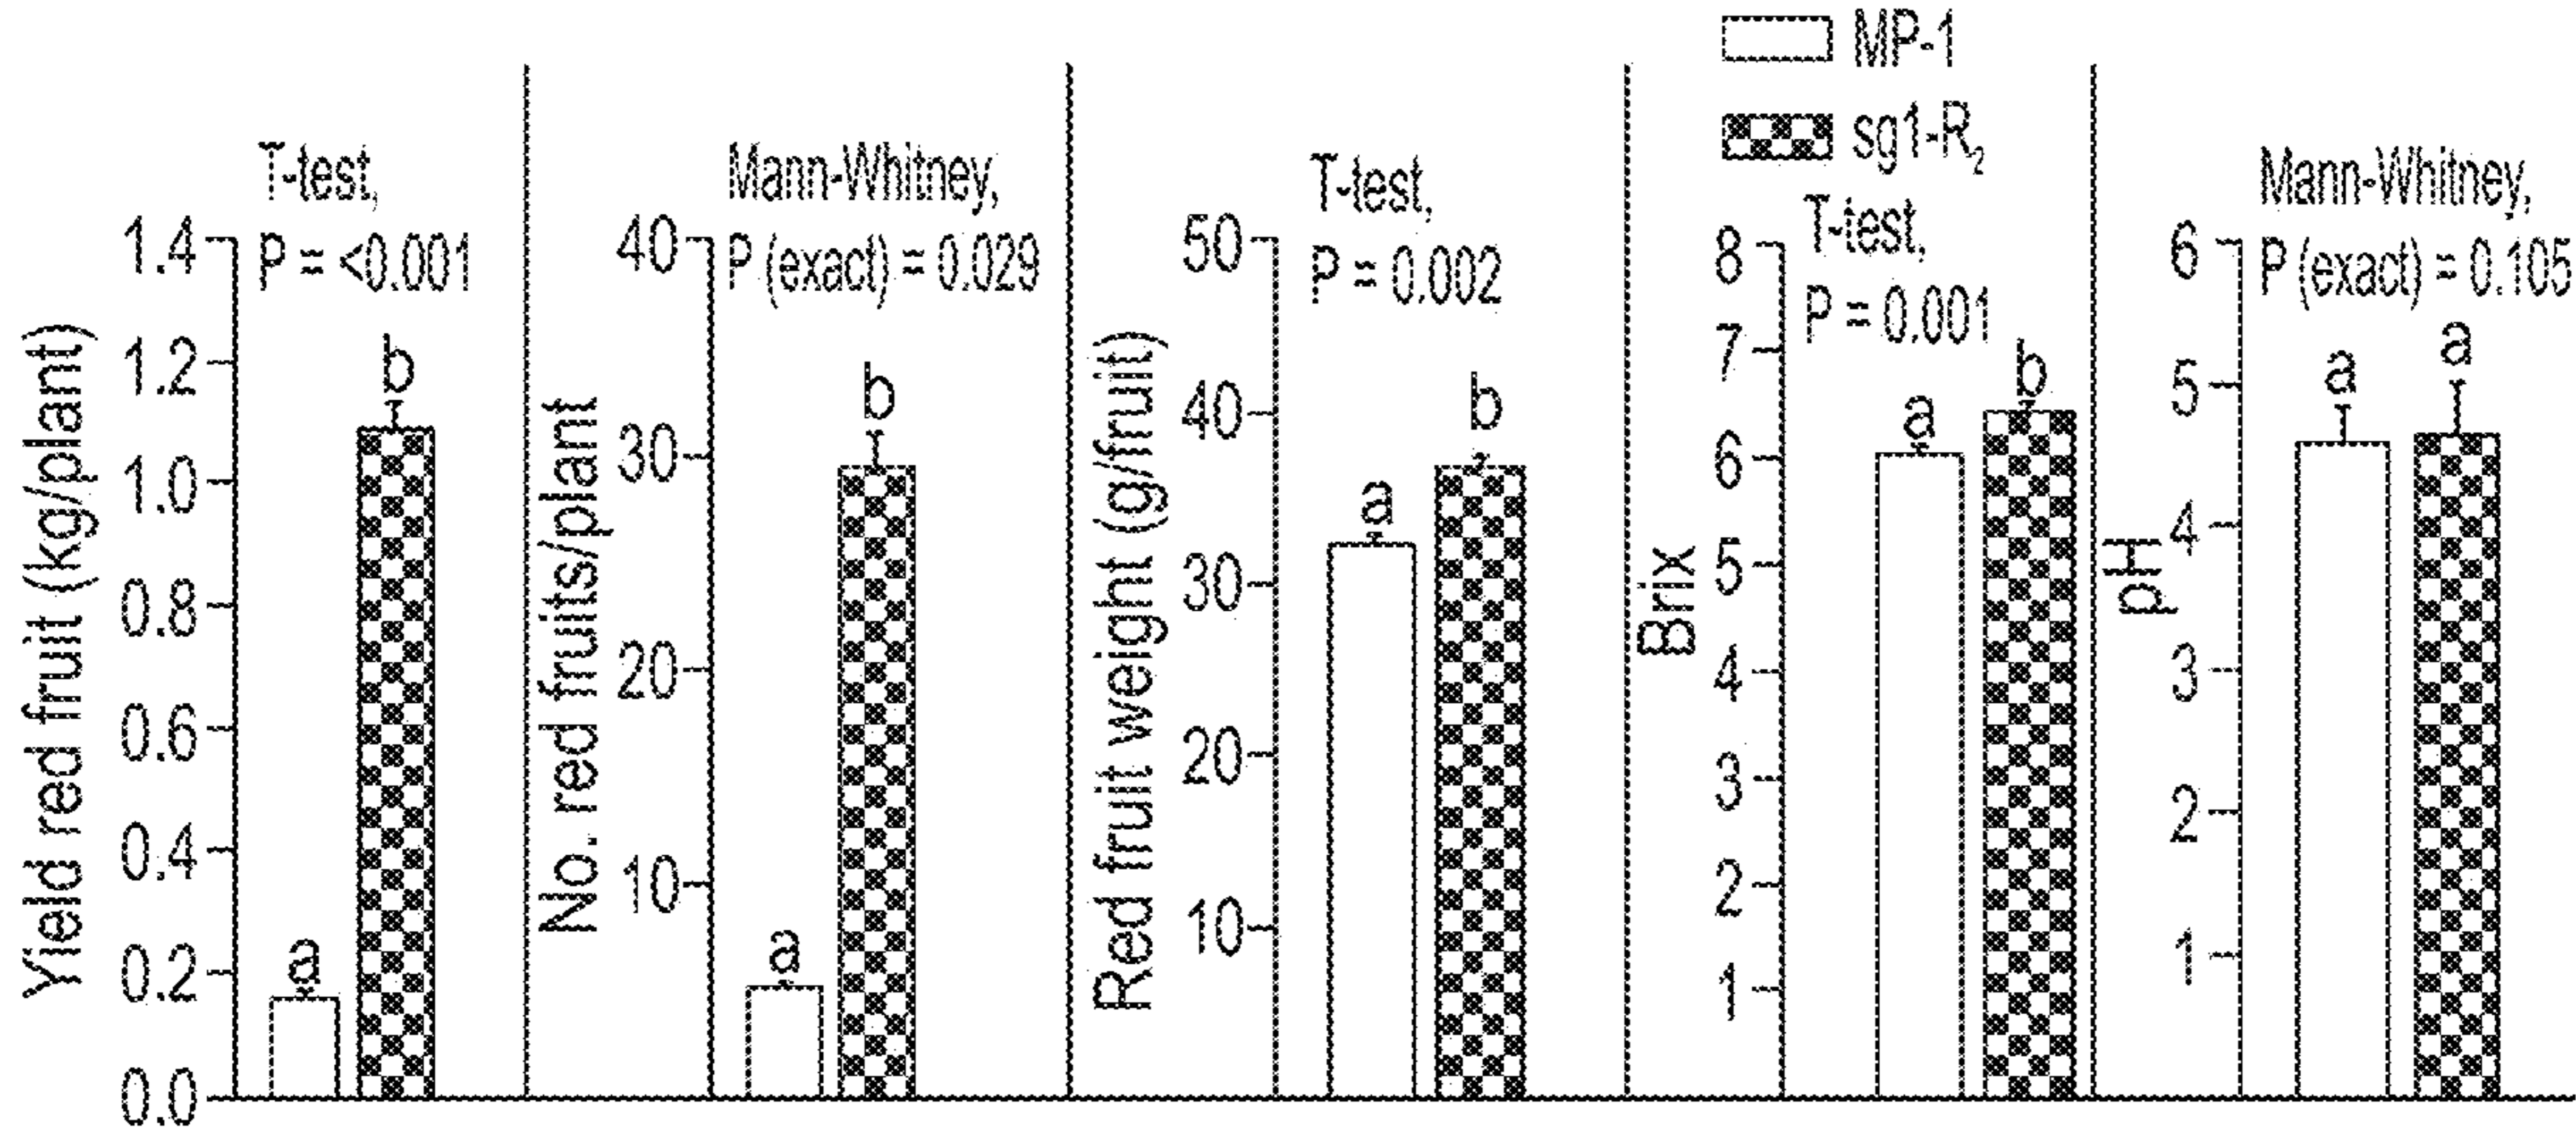 MP-1
sg1-R2
T-test,
P = <0.001
Yield red fruit (kg/plant)
1.4
1.2
1.0
0.8
0.6
0.4
0.2
0.0
a
b
Mann-Whitney,
P (exact) = 0.029
No. red fruits/plant
40
30
20
10
a
b
T-test,
P = 0.002
Red fruit weight (g/fruit)
50
40
30
20
10
a
b
T-test,
P = 0.001
Brix
8
7
6
5
4
3
2
1
a
b
Mann-Whitney,
P (exact) = 0.105
pH
6
5
4
3
2
1
a
a